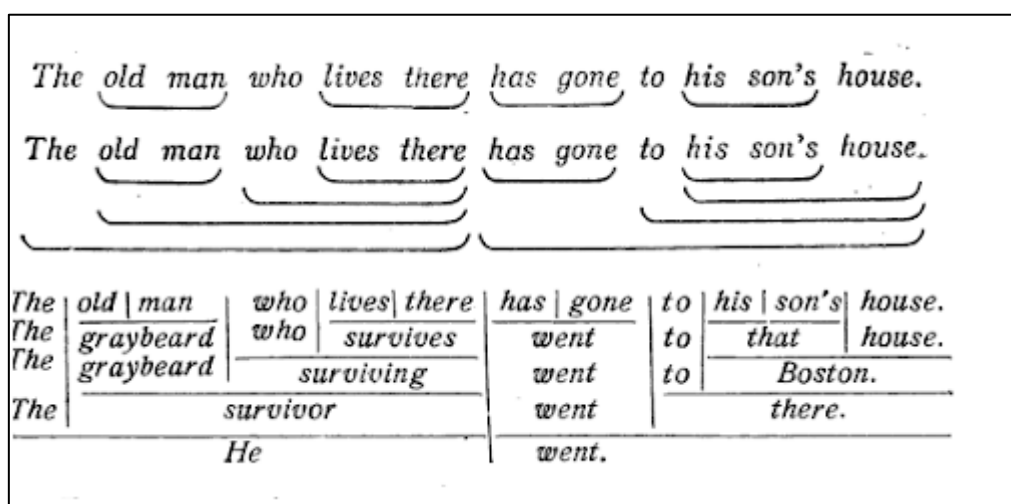 The old man who lives there has gone to his son's house.
The old man who lives there has gone to his son's house.
The old man who lives there has gone to his son's house.
The graybeard who survives went to that house.
The graybeard surviving went to Boston.
The survivor went there.
He went.